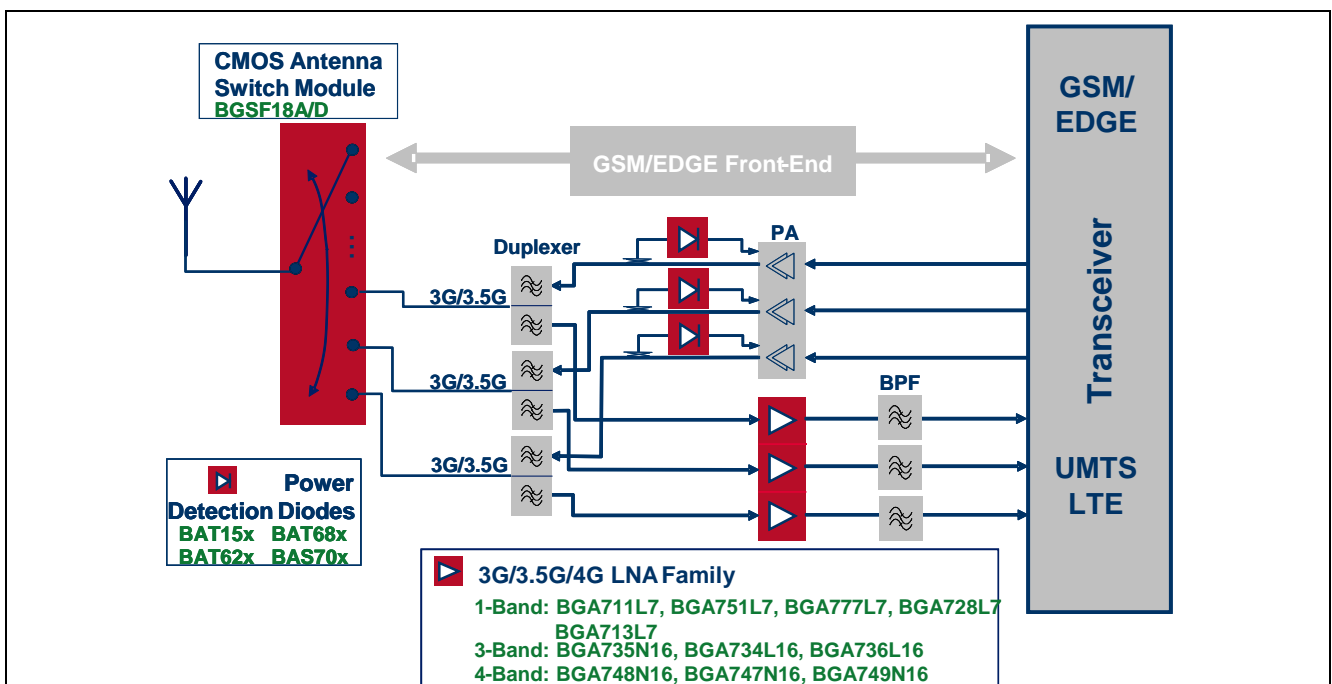 CMOS Antenna
Switch Module
BGSF18A/D
GSM/EDGE Front-End
GSM/
EDGE
Transceiver
UMTS
LTE
Duplexer
PA
3G/3.5G
3G/3.5G
3G/3.5G
BPF
Power
Detection Diodes
BAT15x BAT68x
BAT62x BAS70x
3G/3.5G/4G LNA Family
1-Band: BGA711L7, BGA751L7, BGA777L7, BGA728L7
BGA713L7
3-Band: BGA735N16, BGA734L16, BGA736L16
4-Band: BGA748N16, BGA747N16, BGA749N16